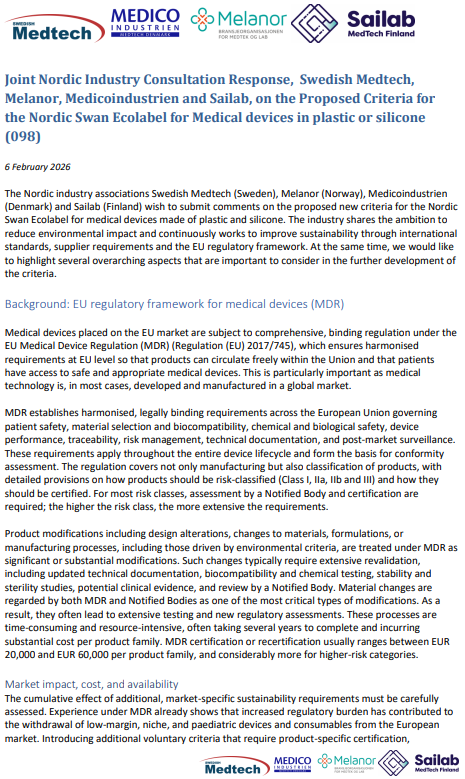 SWEDISH
Medtech
MEDICO
INDUSTRIEN
MEDTECH DENMARK
Melanor
BRANSJEORGANISASJONEN
FOR MEDTEK OG LAB
Sailab
MedTech Finland
Joint Nordic Industry Consultation Response, Swedish Medtech,
Melanor, Medicoindustrien and Sailab, on the Proposed Criteria for
the Nordic Swan Ecolabel for Medical devices in plastic or silicone
(098)
6 February 2026
The Nordic industry associations Swedish Medtech (Sweden), Melanor (Norway), Medicoindustrien
(Denmark) and Sailab (Finland) wish to submit comments on the proposed new criteria for the Nordic
Swan Ecolabel for medical devices made of plastic and silicone. The industry shares the ambition to
reduce environmental impact and continuously works to improve sustainability through international
standards, supplier requirements and the EU regulatory framework. At the same time, we would like
to highlight several overarching aspects that are important to consider in the further development of
the criteria.
Background: EU regulatory framework for medical devices (MDR)
Medical devices placed on the EU market are subject to comprehensive, binding regulation under the
EU Medical Device Regulation (MDR) (Regulation (EU) 2017/745), which ensures harmonised
requirements at EU level so that products can circulate freely within the Union and that patients
have access to safe and appropriate medical devices. This is particularly important as medical
technology is, in most cases, developed and manufactured in a global market.
MDR establishes harmonised, legally binding requirements across the European Union governing
patient safety, material selection and biocompatibility, chemical and biological safety, device
performance, traceability, risk management, technical documentation, and post-market surveillance.
These requirements apply throughout the entire device lifecycle and form the basis for conformity
assessment. The regulation covers not only manufacturing but also classification of products, with
detailed provisions on how products should be risk-classified (Class I, IIa, IIb and III) and how they
should be certified. For most risk classes, assessment by a Notified Body and certification are
required; the higher the risk class, the more extensive the requirements.
Product modifications including design alterations, changes to materials, formulations, or
manufacturing processes, including those driven by environmental criteria, are treated under MDR as
significant or substantial modifications. Such changes typically require extensive revalidation,
including updated technical documentation, biocompatibility and chemical testing, stability and
sterility studies, potential clinical evidence, and review by a Notified Body. Material changes are
regarded by both MDR and Notified Bodies as one of the most critical types of modifications. As a
result, they often lead to extensive testing and new regulatory assessments. These processes are
time-consuming and resource-intensive, often taking several years to complete and incurring
substantial cost per product family. MDR certification or recertification usually ranges between EUR
20,000 and EUR 60,000 per product family, and considerably more for higher-risk categories.
Market impact, cost, and availability
The cumulative effect of additional, market-specific sustainability requirements must be carefully
assessed. Experience under MDR already shows that increased regulatory burden has contributed to
the withdrawal of low-margin, niche, and paediatric devices and consumables from the European
market. Introducing additional voluntary criteria that require product-specific certification,
SWEDISH
Medtech
MEDICO
INDUSTRIEN
MEDTECH DENMARK
Melanor
BRANSJEORGANISASJONEN
FOR MEDTEK OG LAB
Sailab
MedTech Finland